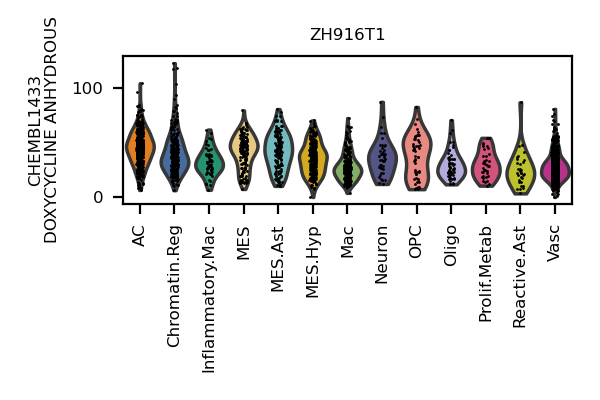 ZH916T1
CHEMBL1433
DOXYCYCLINE ANHYDROUS
100
0
AC
Chromatin.Reg
Inflammatory.Mac
MES
MES.Ast
MES.Hyp
Mac
Neuron
OPC
Oligo
Prolif.Metab
Reactive.Ast
Vasc